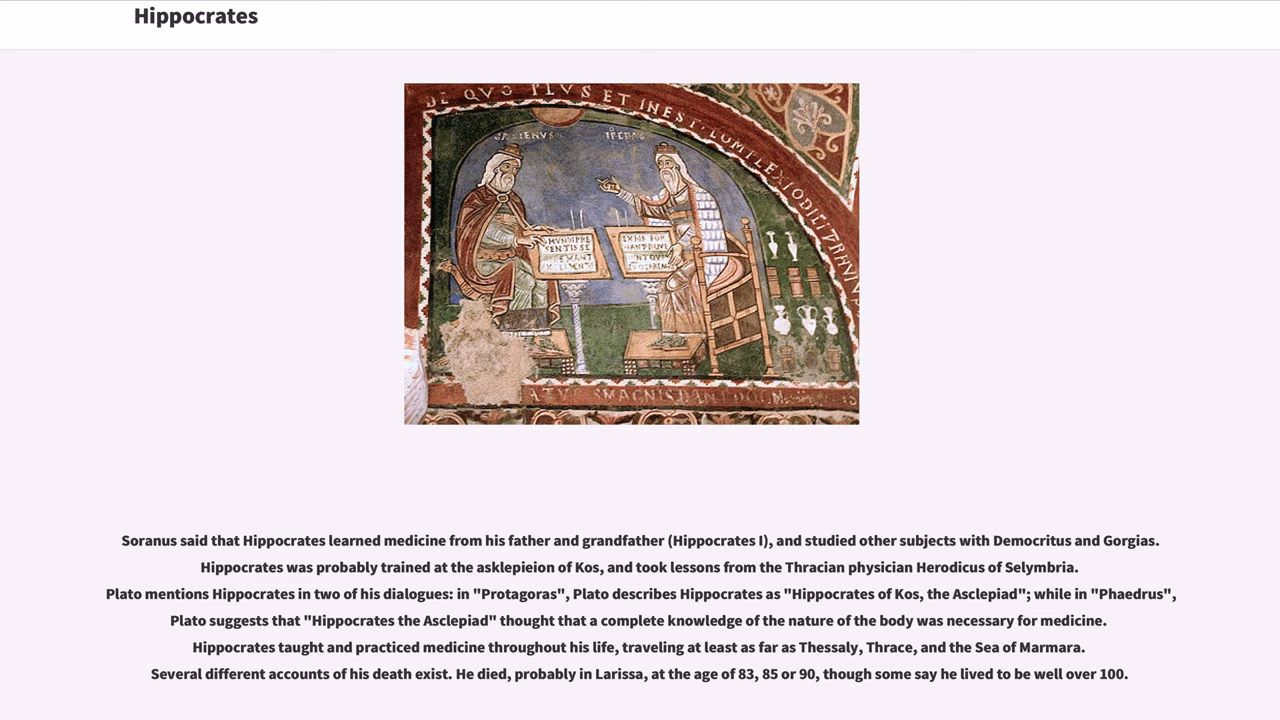 Hippocrates
DE QVO PLVS ET INEST
Soranus said that Hippocrates learned medicine from his father and grandfather (Hippocrates I), and studied other subjects with Democritus and Gorgias.
Hippocrates was probably trained at the asklepieion of Kos, and took lessons from the Thracian physician Herodicus of Selymbria.
Plato mentions Hippocrates in two of his dialogues: in "Protagoras", Plato describes Hippocrates as "Hippocrates of Kos, the Asclepiad"; while in "Phaedrus",
Plato suggests that "Hippocrates the Asclepiad" thought that a complete knowledge of the nature of the body was necessary for medicine.
Hippocrates taught and practiced medicine throughout his life, traveling at least as far as Thessaly, Thrace, and the Sea of Marmara.
Several different accounts of his death exist. He died, probably in Larissa, at the age of 83, 85 or 90, though some say he lived to be well over 100.